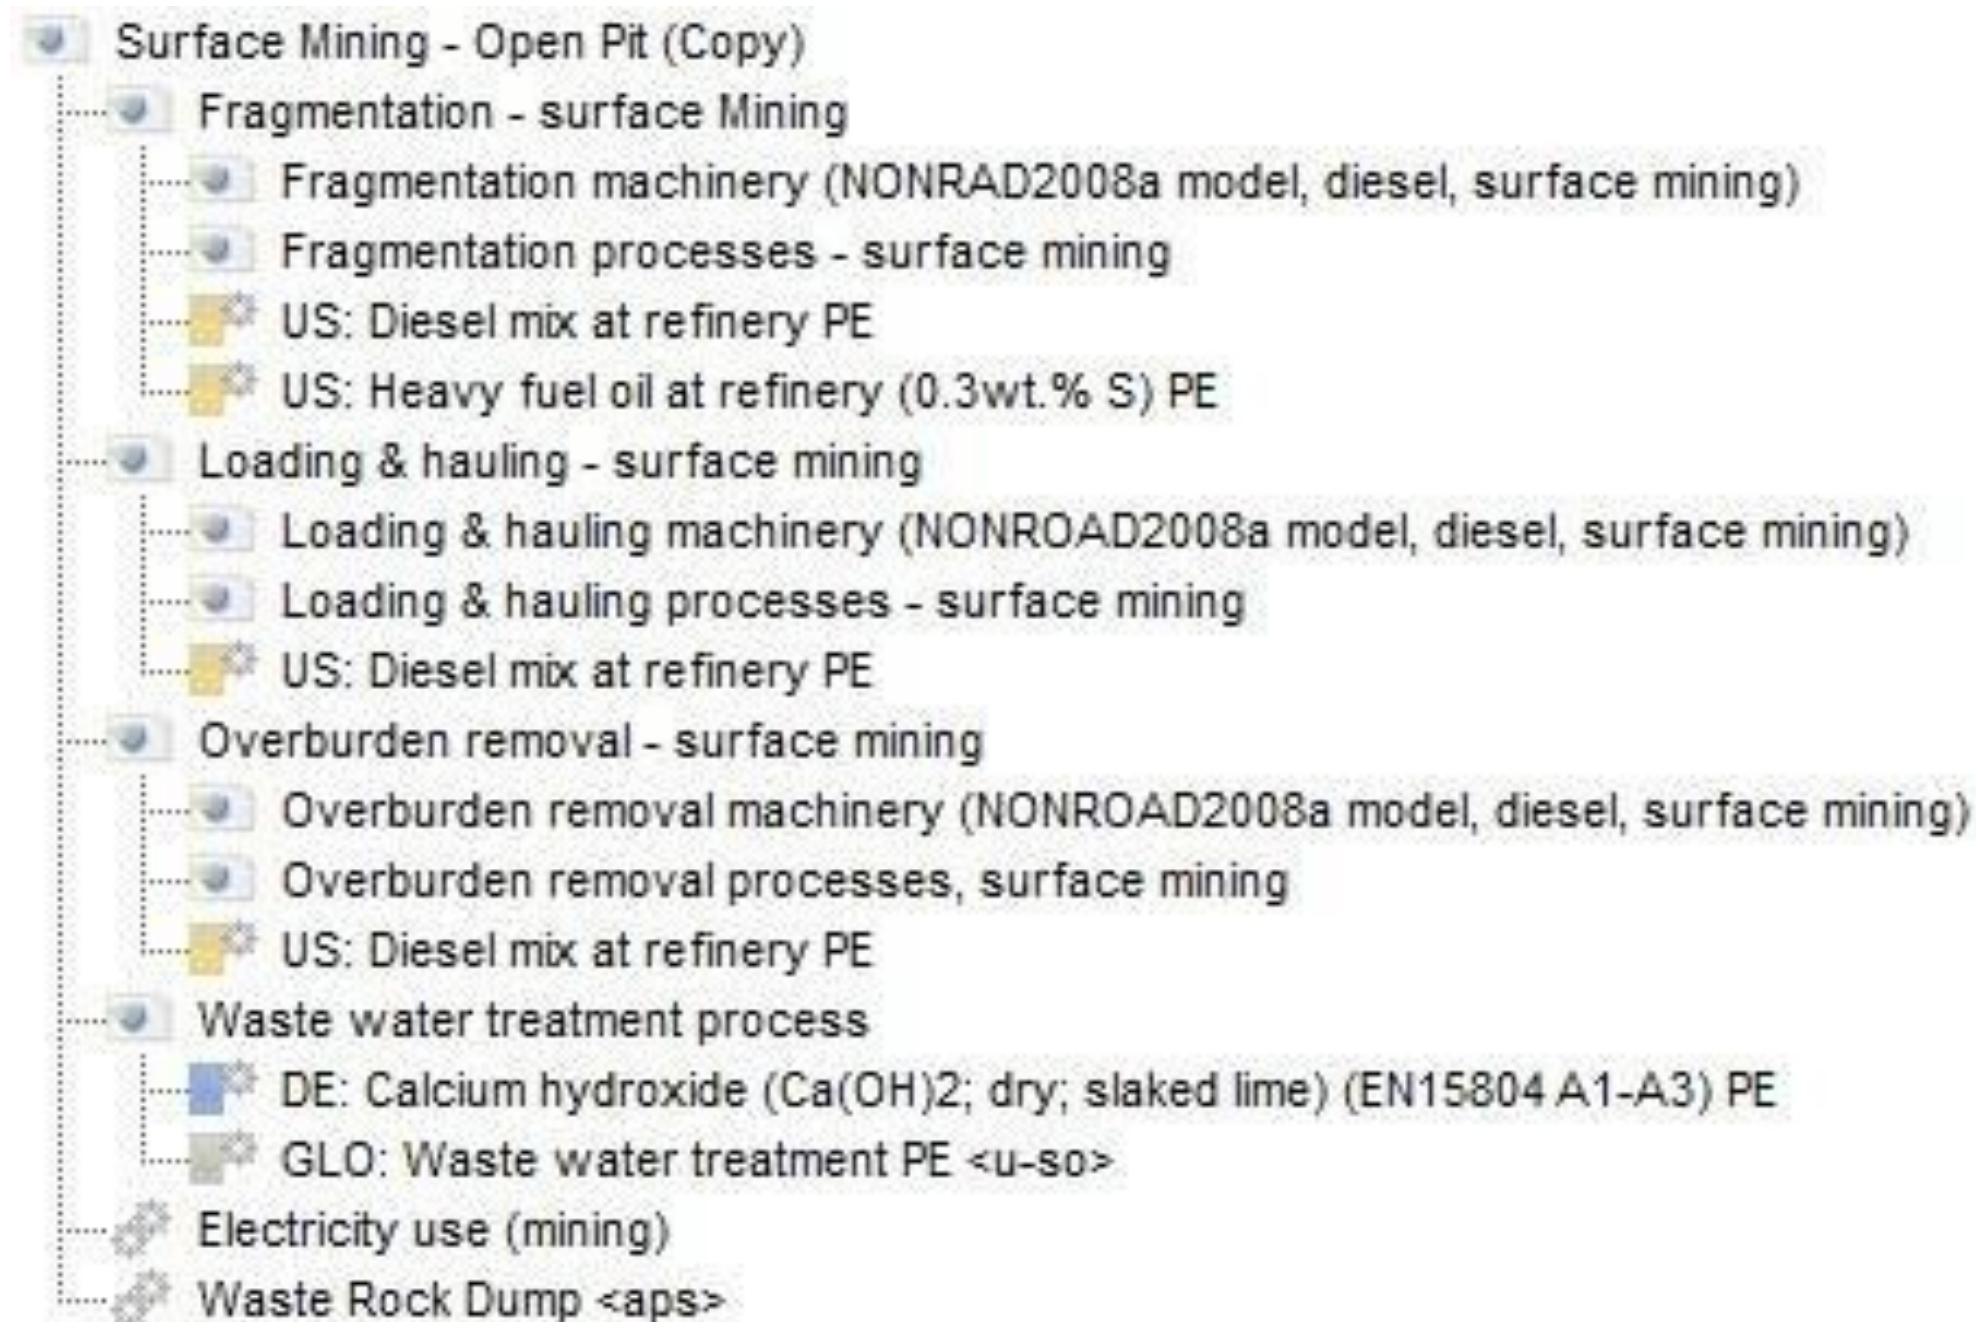 Surface Mining - Open Pit (Copy)
Fragmentation - surface Mining
Fragmentation machinery (NONRAD2008a model, diesel, surface mining)
Fragmentation processes - surface mining
US: Diesel mix at refinery PE
US: Heavy fuel oil at refinery (0.3wt.% S) PE
Loading & hauling - surface mining
Loading & hauling machinery (NONROAD2008a model, diesel, surface mining)
Loading & hauling processes - surface mining
US: Diesel mix at refinery PE
Overburden removal - surface mining
Overburden removal machinery (NONROAD2008a model, diesel, surface mining)
Overburden removal processes, surface mining
US: Diesel mix at refinery PE
Waste water treatment process
DE: Calcium hydroxide (Ca(OH)2; dry; slaked lime) (EN15804 A1-A3) PE
GLO: Waste water treatment PE <u-so>
Electricity use (mining)
Waste Rock Dump <aps>